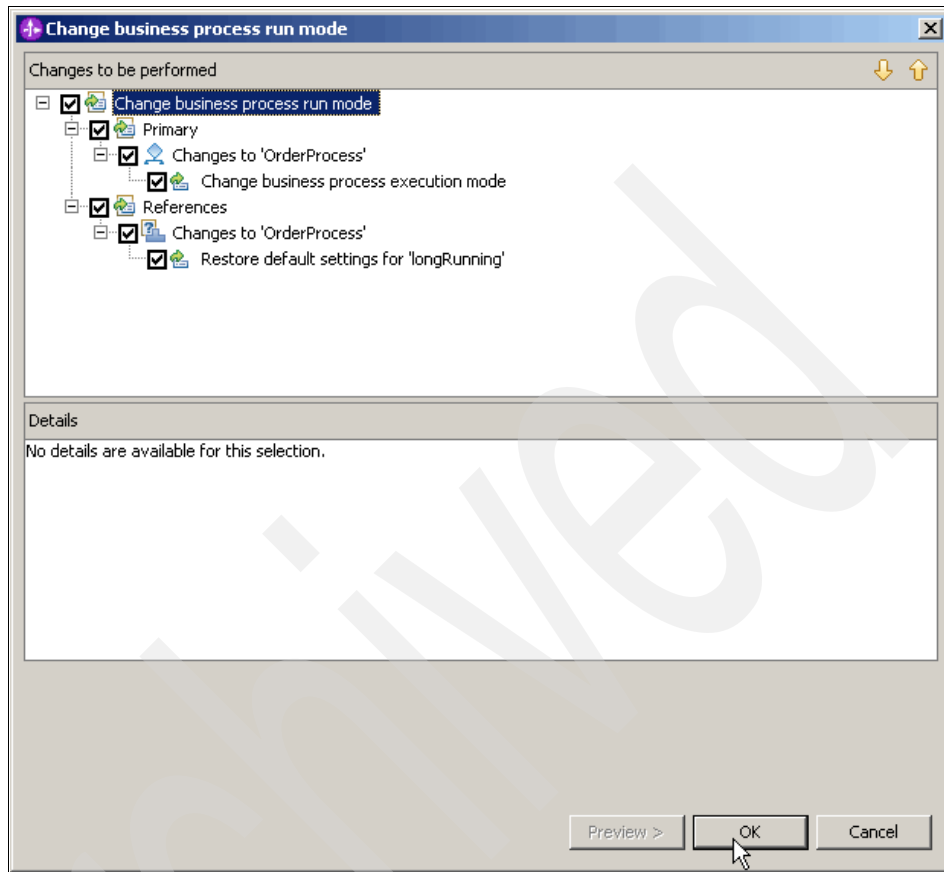 Change business process run mode
Changes to be performed
Change business process run mode
Primary
Changes to 'OrderProcess'
Change business process execution mode
References
Changes to 'OrderProcess'
Restore default settings for 'longRunning'
Details
No details are available for this selection.
Preview >
OK
Cancel